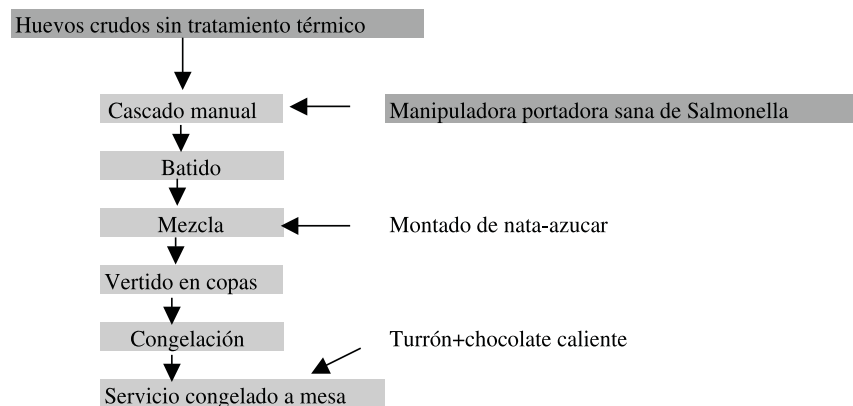 Huevos crudos sin tratamiento térmico
Cascado manual
Manipuladora portadora sana de Salmonella
Batido
Mezcla
Montado de nata-azucar
Vertido en copas
Congelación
Turrón+chocolate caliente
Servicio congelado a mesa